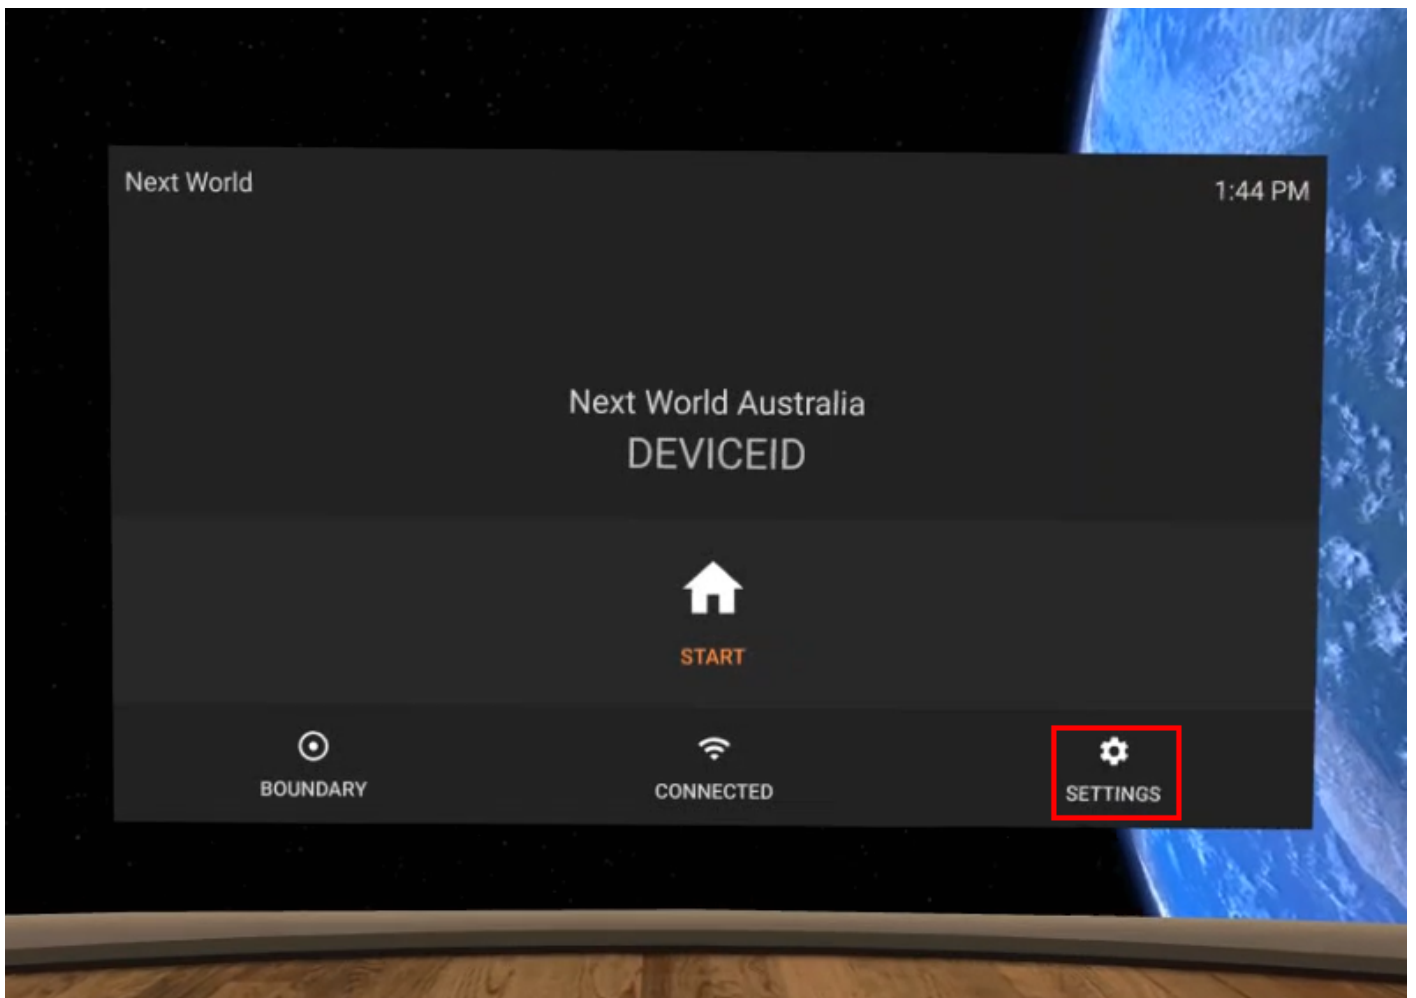 Next World
1:44 PM
Next World Australia
DEVICEID
START
BOUNDARY
CONNECTED
SETTINGS